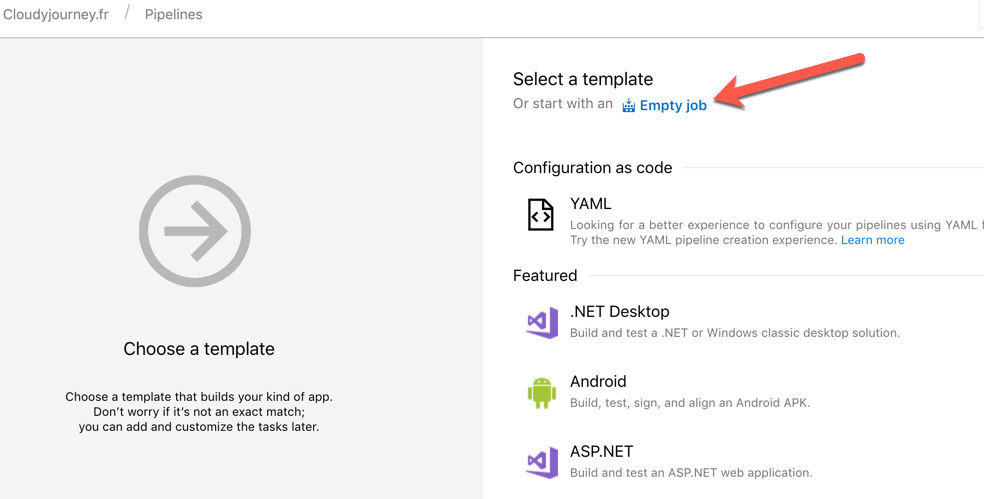 Cloudyjourney.fr / Pipelines
Select a template
Or start with an Empty job
Configuration as code
YAML
Looking for a better experience to configure your pipelines using YAML f
Try the new YAML pipeline creation experience. Learn more
Featured
.NET Desktop
Build and test a .NET or Windows classic desktop solution.
Android
Build, test, sign, and align an Android APK.
ASP.NET
Build and test an ASP.NET web application.
Choose a template
Choose a template that builds your kind of app.
Don't worry if it's not an exact match;
you can add and customize the tasks later.